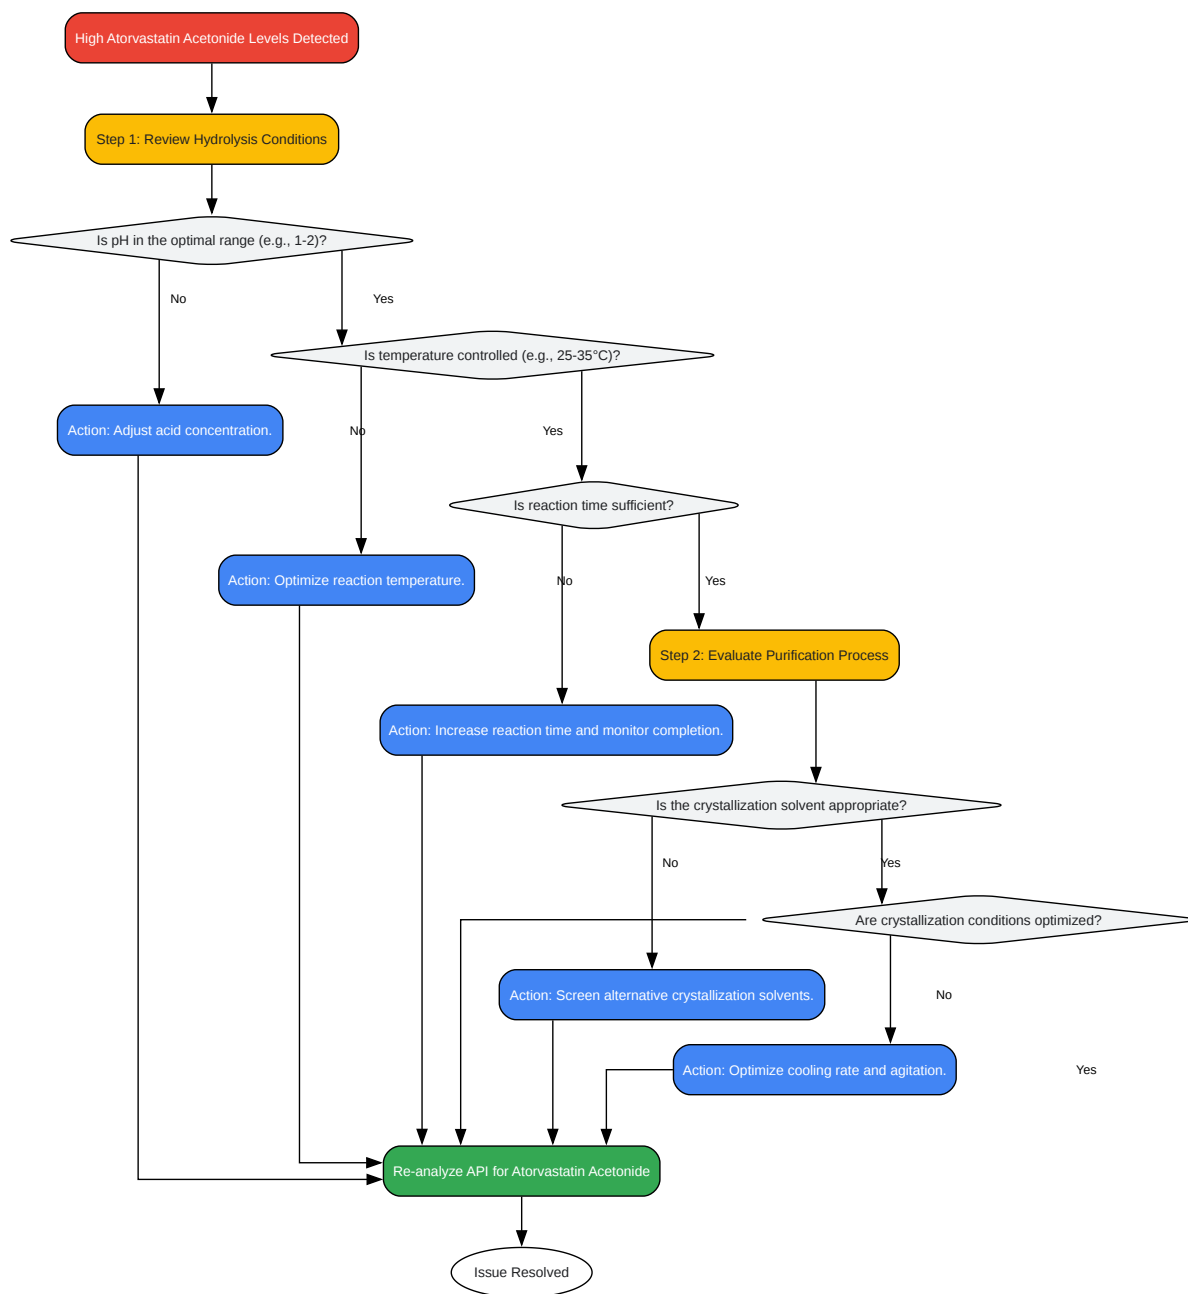 High Atorvastatin Acetonide Levels Detected
Step 1: Review Hydrolysis Conditions
Is pH in the optimal range (e.g., 1-2)?
No
Yes
Is temperature controlled (e.g., 25-35°C)?
Action: Adjust acid concentration.
No
Yes
Is reaction time sufficient?
Action: Optimize reaction temperature.
No
Yes
Step 2: Evaluate Purification Process
Action: Increase reaction time and monitor completion.
Is the crystallization solvent appropriate?
No
Yes
Are crystallization conditions optimized?
Action: Screen alternative crystallization solvents.
No
Action: Optimize cooling rate and agitation.
Yes
Re-analyze API for Atorvastatin Acetonide
Issue Resolved